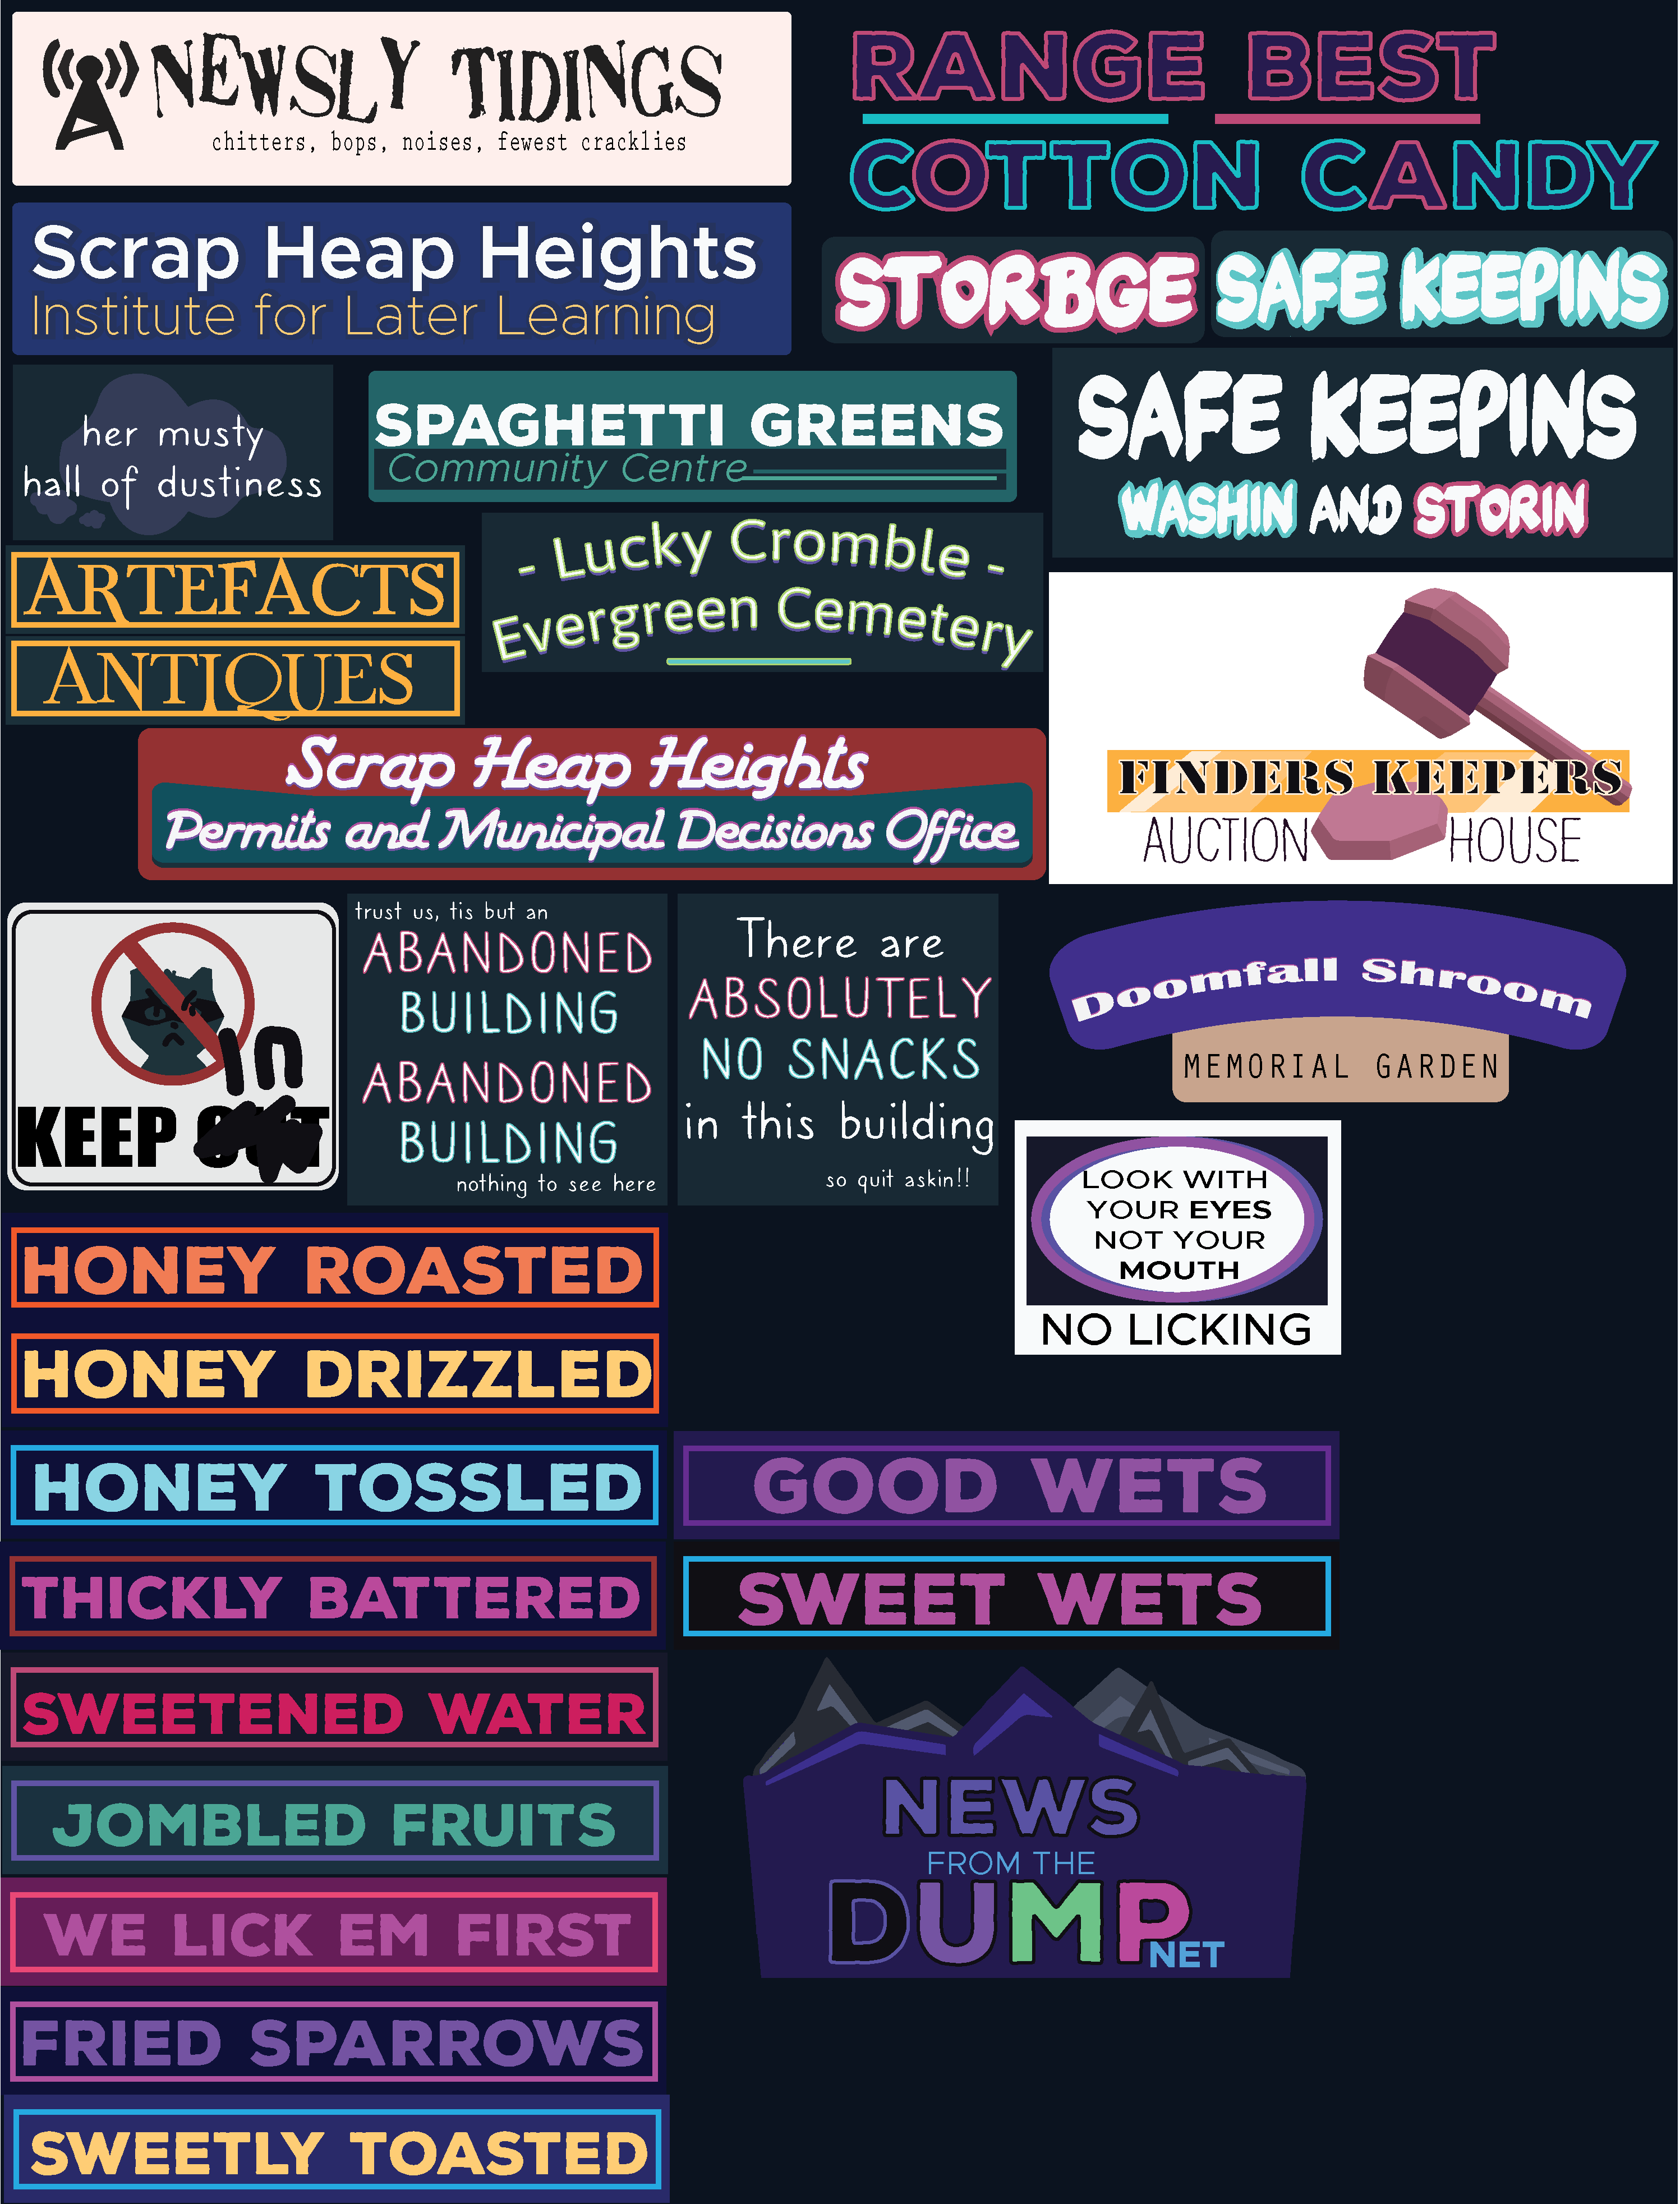 NEWSLY TIDINGS
chitters, bops, noises, fewest cracklies
RANGE BEST
COTTON CANDY
Scrap Heap Heights
Institute for Later Learning
STORBGE
SAFE KEEPINS
her musty
hall of dustiness
SPAGHETTI GREENS
Community Centre
SAFE KEEPINS
WASHIN AND STORIN
ARTEFACTS
ANTIQUES
- Lucky Cromble -
Evergreen Cemetery
FINDERS KEEPERS
AUCTION HOUSE
Scrap Heap Heights
Permits and Municipal Decisions Office
in
KEEP
trust us, tis but an
ABANDONED
BUILDING
ABANDONED
BUILDING
nothing to see here
There are
ABSOLUTELY
NO SNACKS
in this building
so quit askin!!
Doomfall Shroom
MEMORIAL GARDEN
LOOK WITH
YOUR EYES
NOT YOUR
MOUTH
NO LICKING
HONEY ROASTED
HONEY DRIZZLED
HONEY TOSSLED
THICKLY BATTERED
GOOD WETS
SWEET WETS
SWEETENED WATER
JOMBLED FRUITS
WE LICK EM FIRST
FRIED SPARROWS
SWEETLY TOASTED
NEWS
FROM THE
DUMP
NET